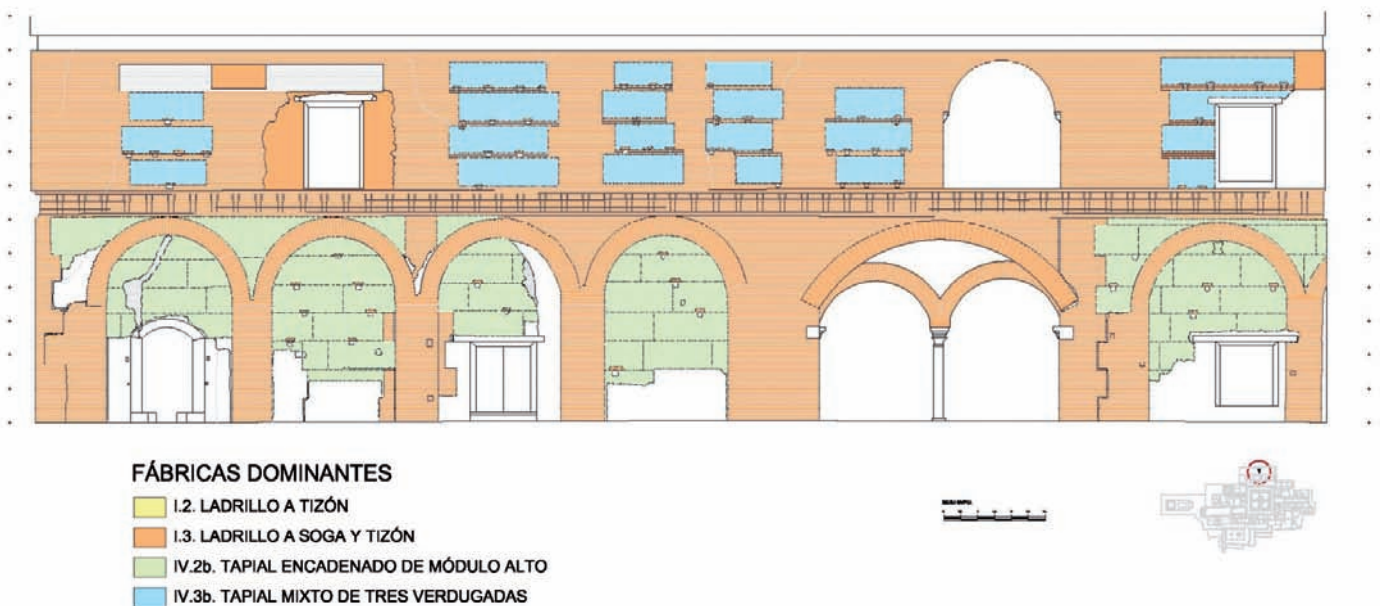 FÁBRICAS DOMINANTES
I.2. LADRILLO A TIZÓN
I.3. LADRILLO A SOGA Y TIZÓN
IV.2b. TAPIAL ENCADENADO DE MÓDULO ALTO
IV.3b. TAPIAL MIXTO DE TRES VERDUGADAS